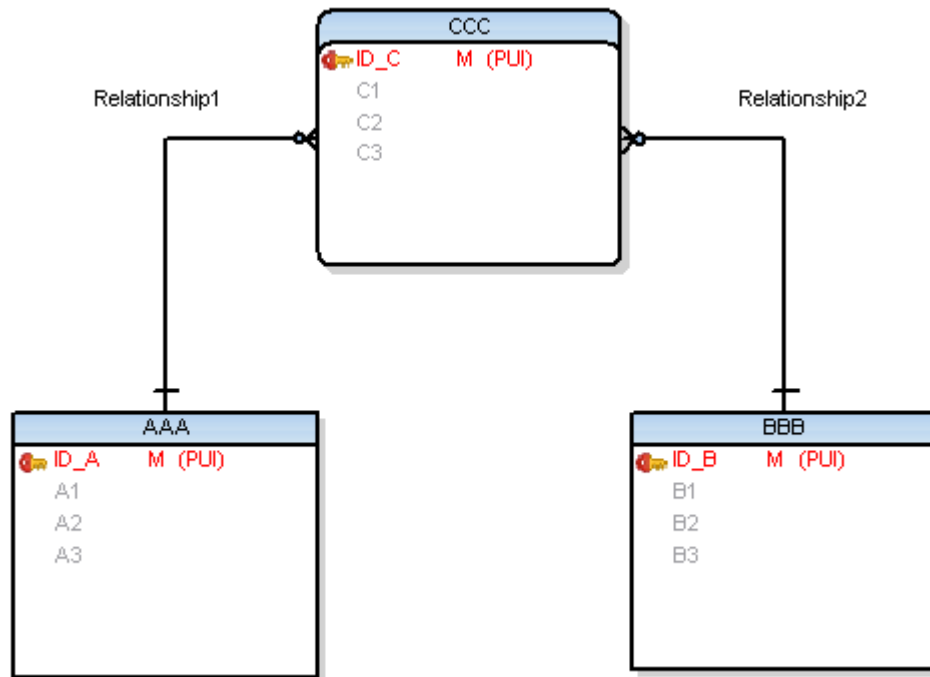 CCC
ID_C M (PUI)
C1
C2
C3
Relationship1
Relationship2
AAA
ID_A M (PUI)
A1
A2
A3
BBB
ID_B M (PUI)
B1
B2
B3